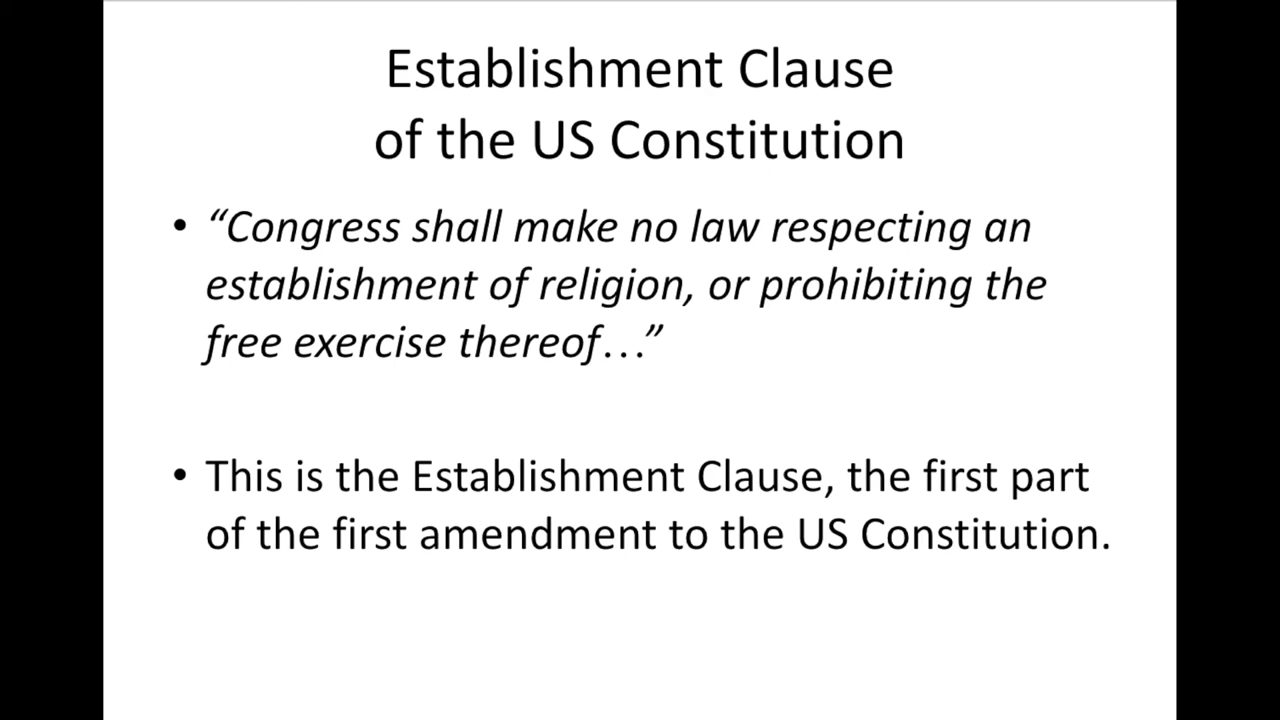 Establishment Clause
of the US Constitution
• “Congress shall make no law respecting an
establishment of religion, or prohibiting the
free exercise thereof…”
• This is the Establishment Clause, the first part
of the first amendment to the US Constitution.